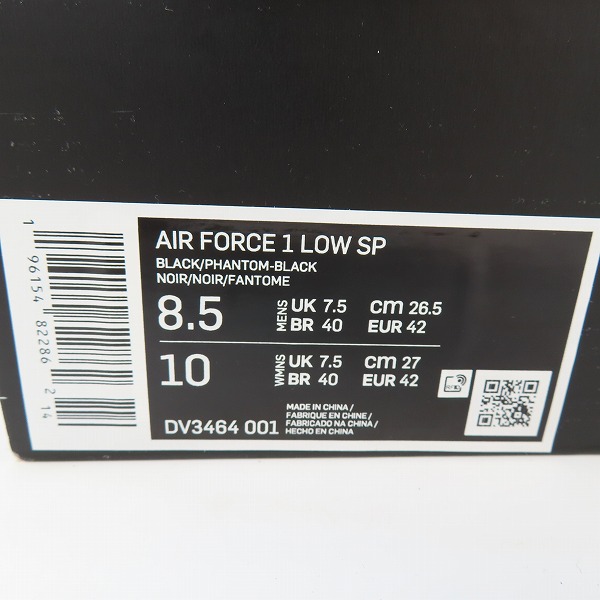 AIR FORCE 1 LOW SP
BLACK/PHANTOM-BLACK
NOIR/NOIR/FANTOME
8.5 MENS UK 7.5 cm 26.5
BR 40 EUR 42
10 WMNS UK 7.5 cm 27
BR 40 EUR 42
DV3464 001
MADE IN CHINA /
FABRIQUE EN CHINE /
FABRICADO NA CHINA /
HECHO EN CHINA
1 96154 82286 2 14